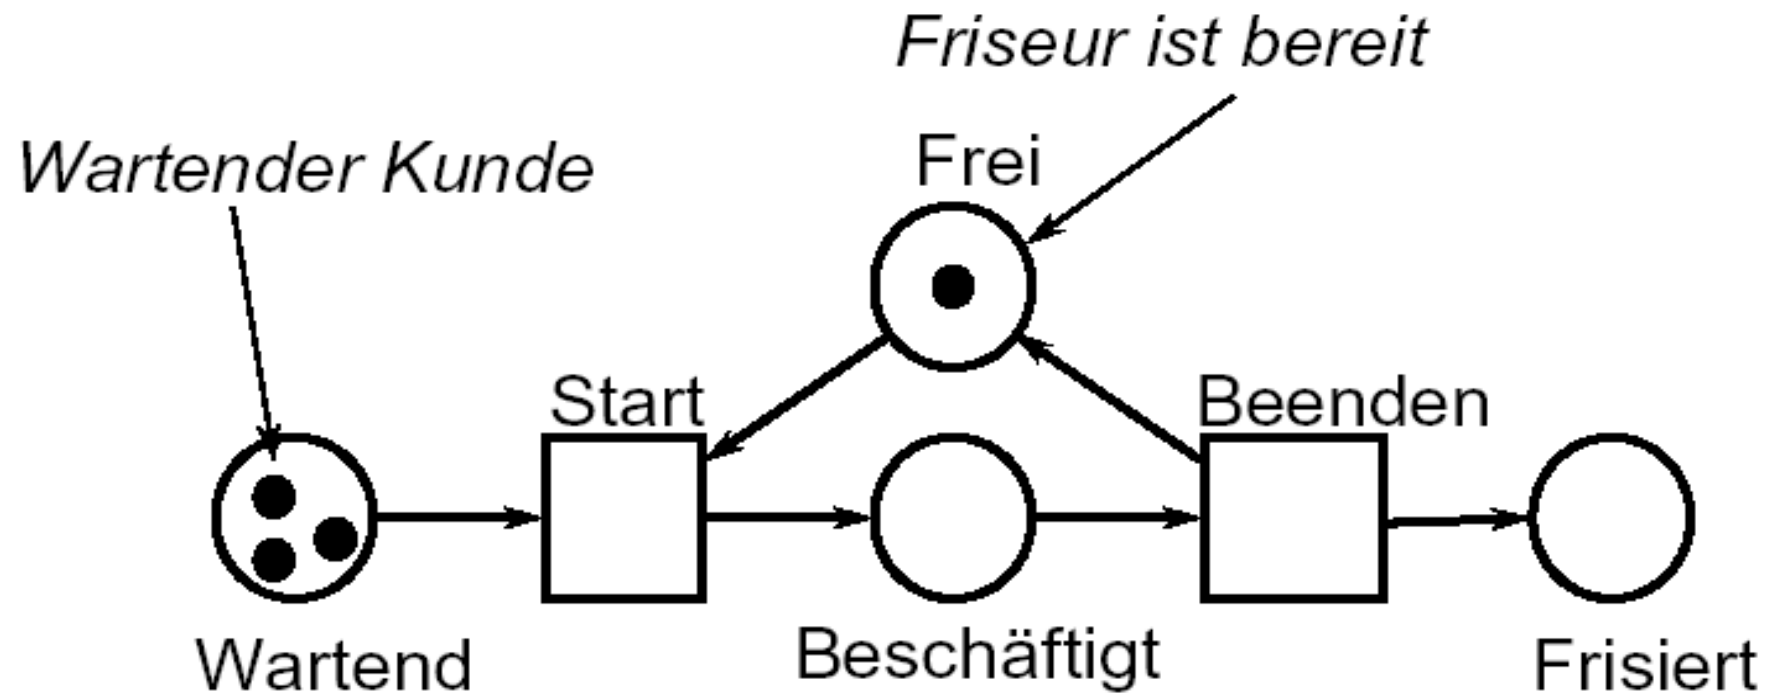 Friseur ist bereit
Wartender Kunde
Frei
Start
Beenden
Wartend
Beschäftigt
Frisiert